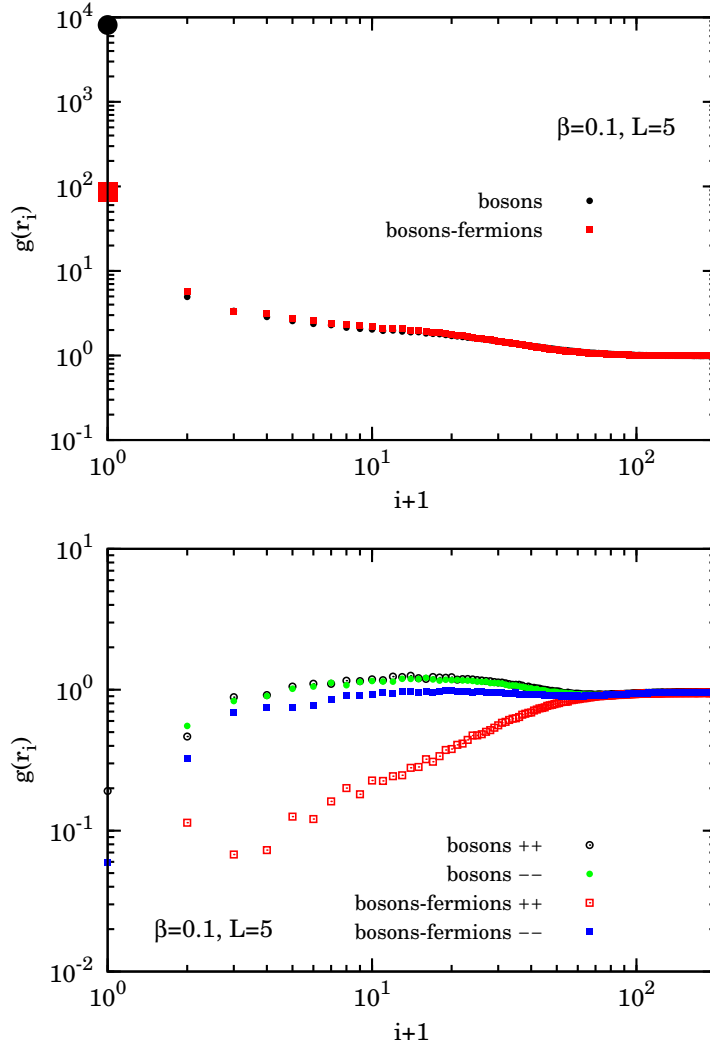 10^4
10^3
β=0.1, L=5
10^2
bosons
g(r_i)
bosons-fermions
10^1
10^0
10^-1
10^0 10^1 10^2
i+1
10^1
10^0
g(r_i)
10^-1
bosons ++
bosons −−
bosons-fermions ++
β=0.1, L=5
bosons-fermions −−
10^-2
10^0 10^1 10^2
i+1